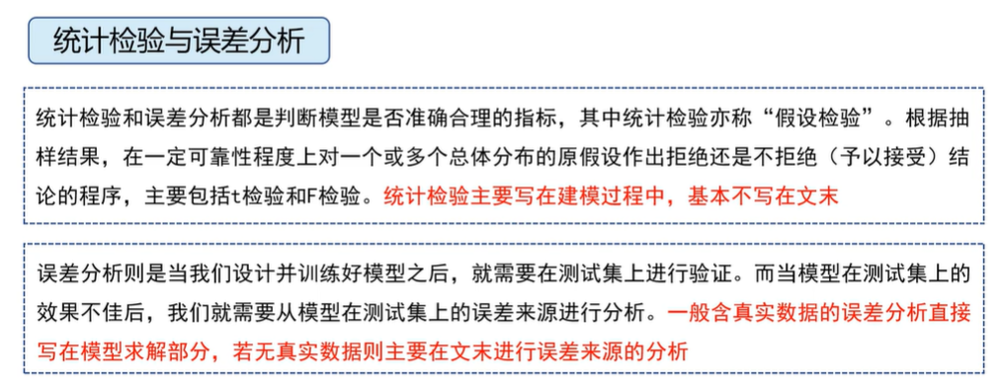 统计检验与误差分析
统计检验和误差分析都是判断模型是否准确合理的指标，其中统计检验亦称“假设检验”。根据抽
样结果，在一定可靠性程度上对一个或多个总体分布的原假设作出拒绝还是不拒绝（予以接受）结
论的程序，主要包括t检验和F检验。统计检验主要写在建模过程中，基本不写在文末
误差分析则是当我们设计并训练好模型之后，就需要在测试集上进行验证。而当模型在测试集上的
效果不佳后，我们就需要从模型在测试集上的误差来源进行分析。一般含真实数据的误差分析直接
写在模型求解部分，若无真实数据则主要在文末进行误差来源的分析